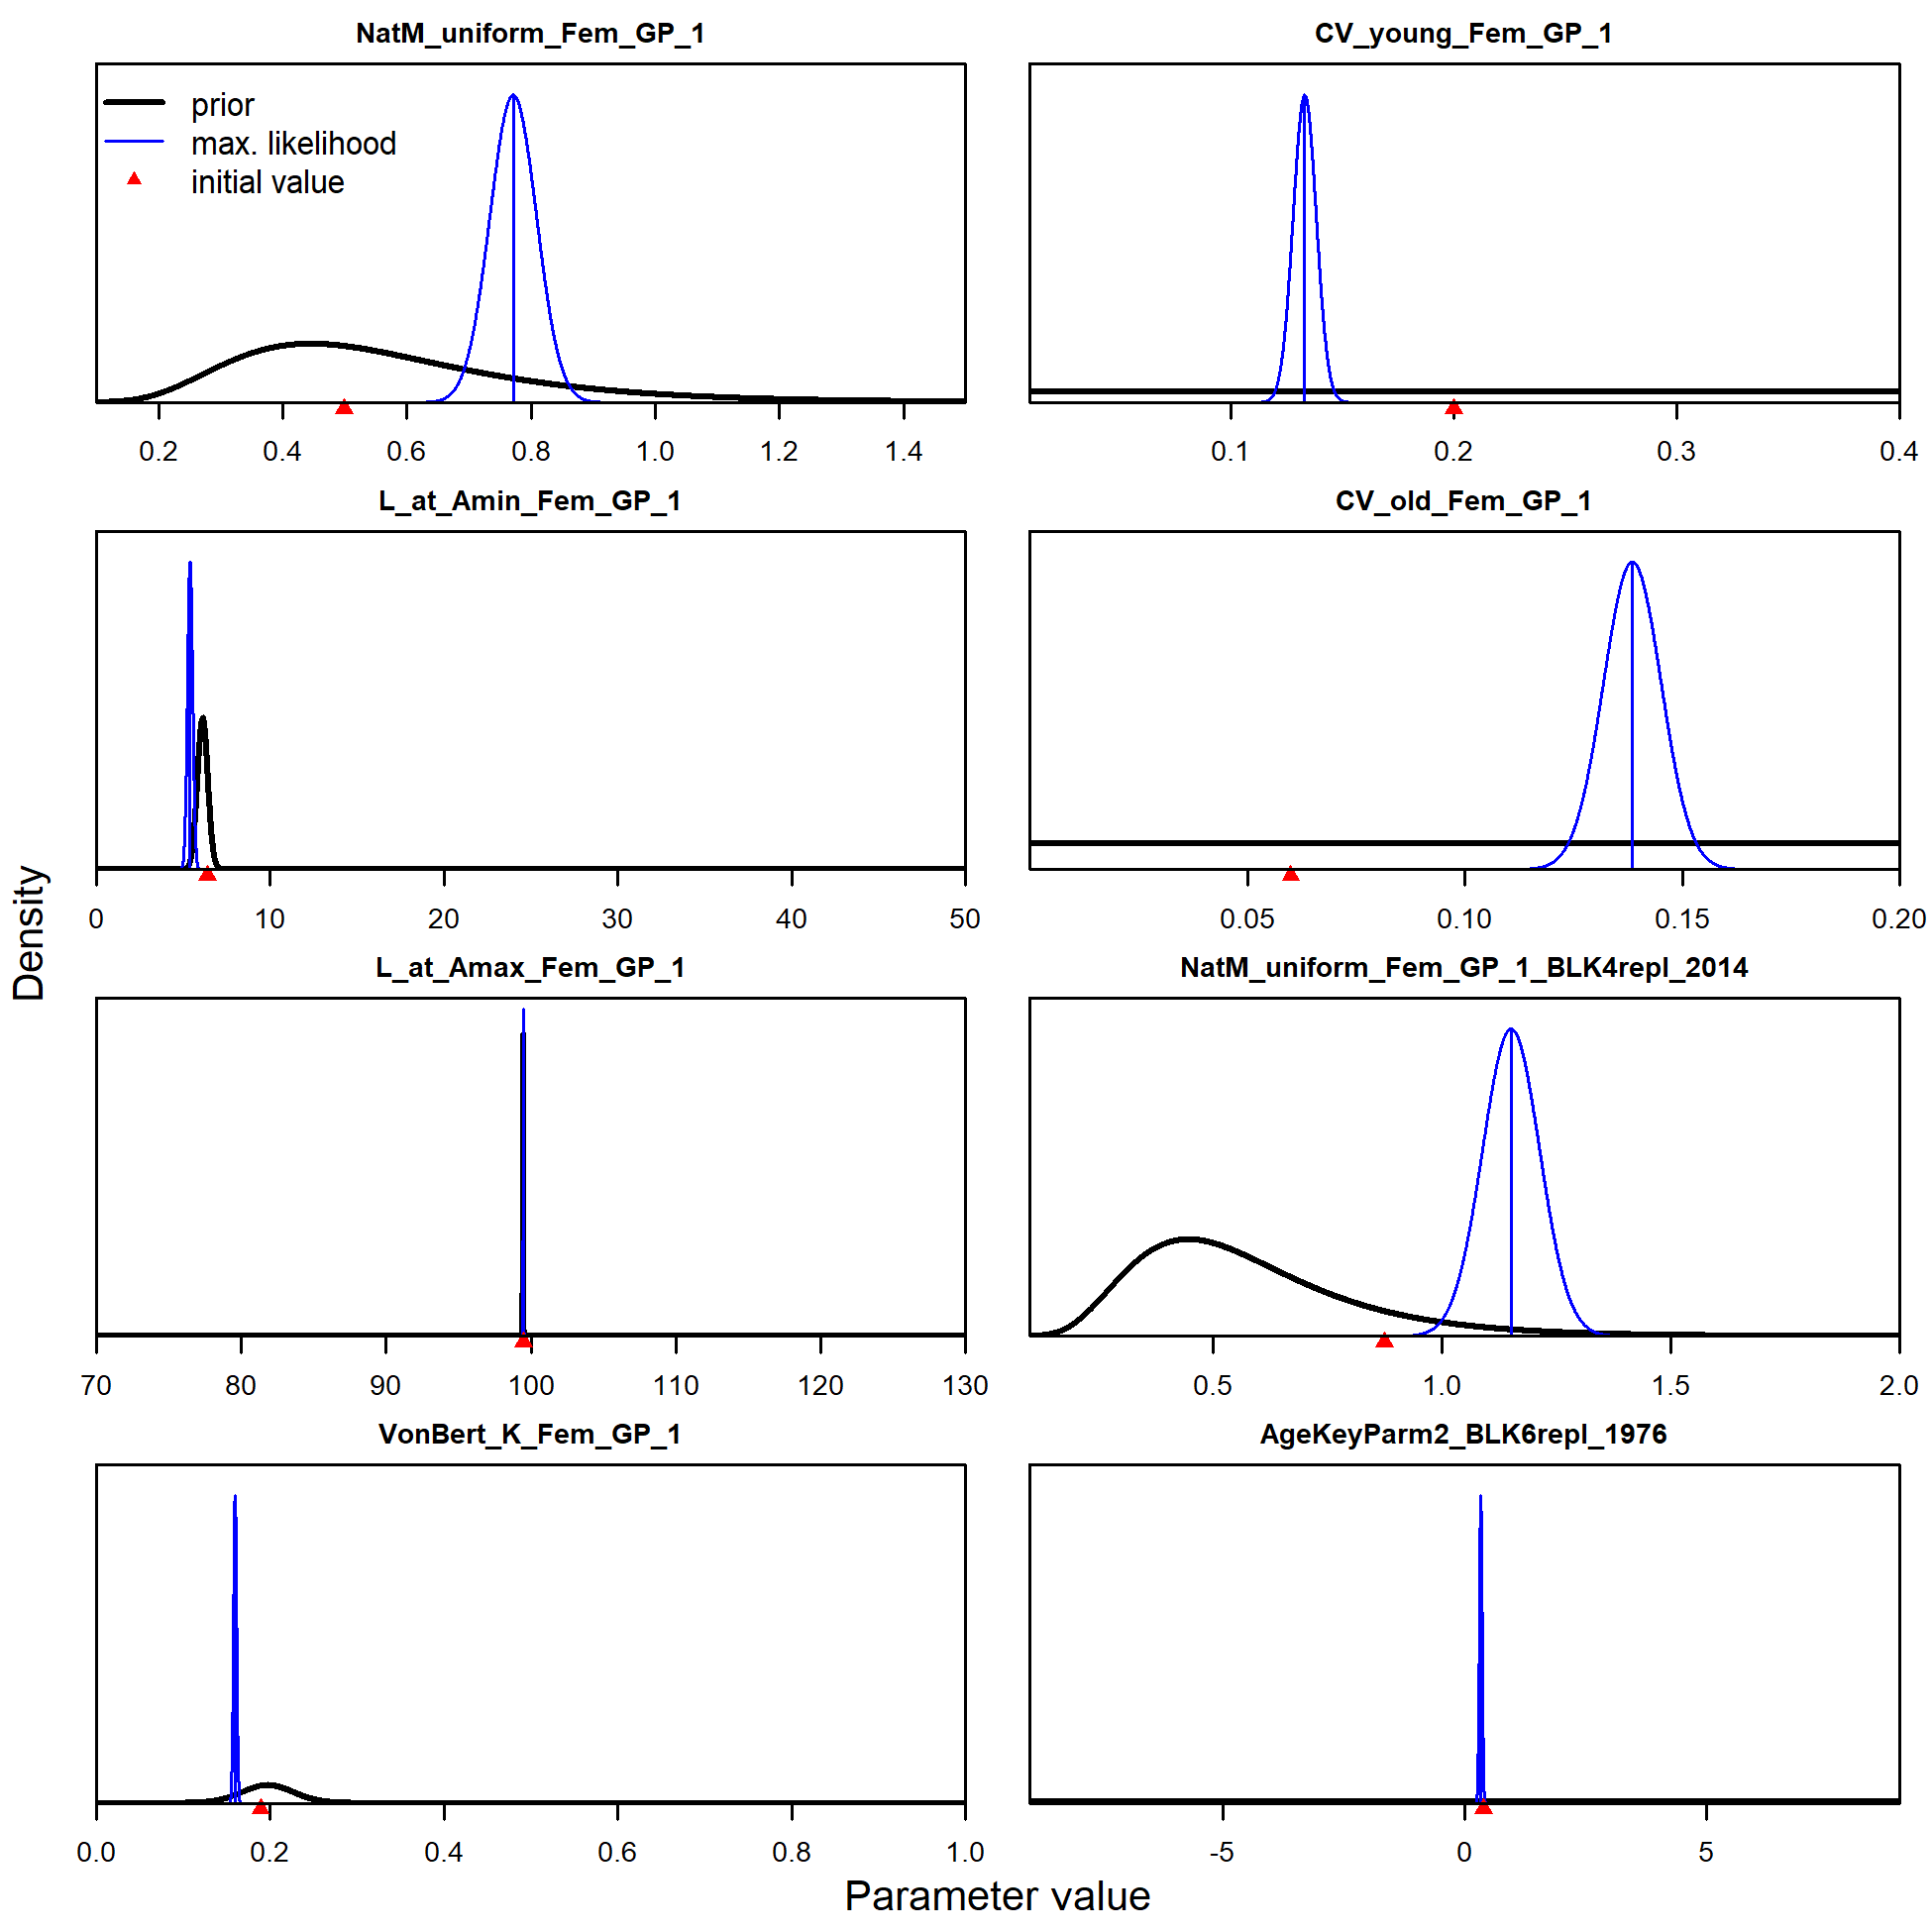 NatM_uniform_Fem_GP_1
prior
max. likelihood
initial value
0.2 0.4 0.6 0.8 1.0 1.2 1.4
CV_young_Fem_GP_1
0.1 0.2 0.3 0.4
L_at_Amin_Fem_GP_1
0 10 20 30 40 50
CV_old_Fem_GP_1
0.05 0.10 0.15 0.20
L_at_Amax_Fem_GP_1
70 80 90 100 110 120 130
NatM_uniform_Fem_GP_1_BLK4repl_2014
0.5 1.0 1.5 2.0
VonBert_K_Fem_GP_1
0.0 0.2 0.4 0.6 0.8 1.0
AgeKeyParm2_BLK6repl_1976
-5 0 5
Density
Parameter value